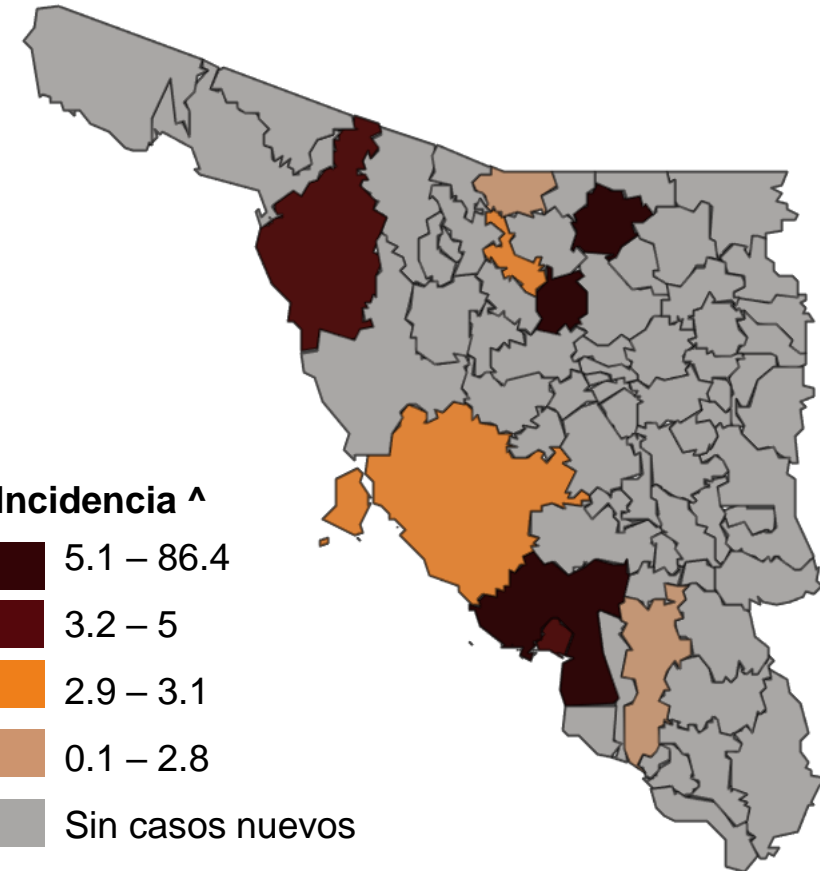 Incidencia ^
5.1 – 86.4
3.2 – 5
2.9 – 3.1
0.1 – 2.8
Sin casos nuevos